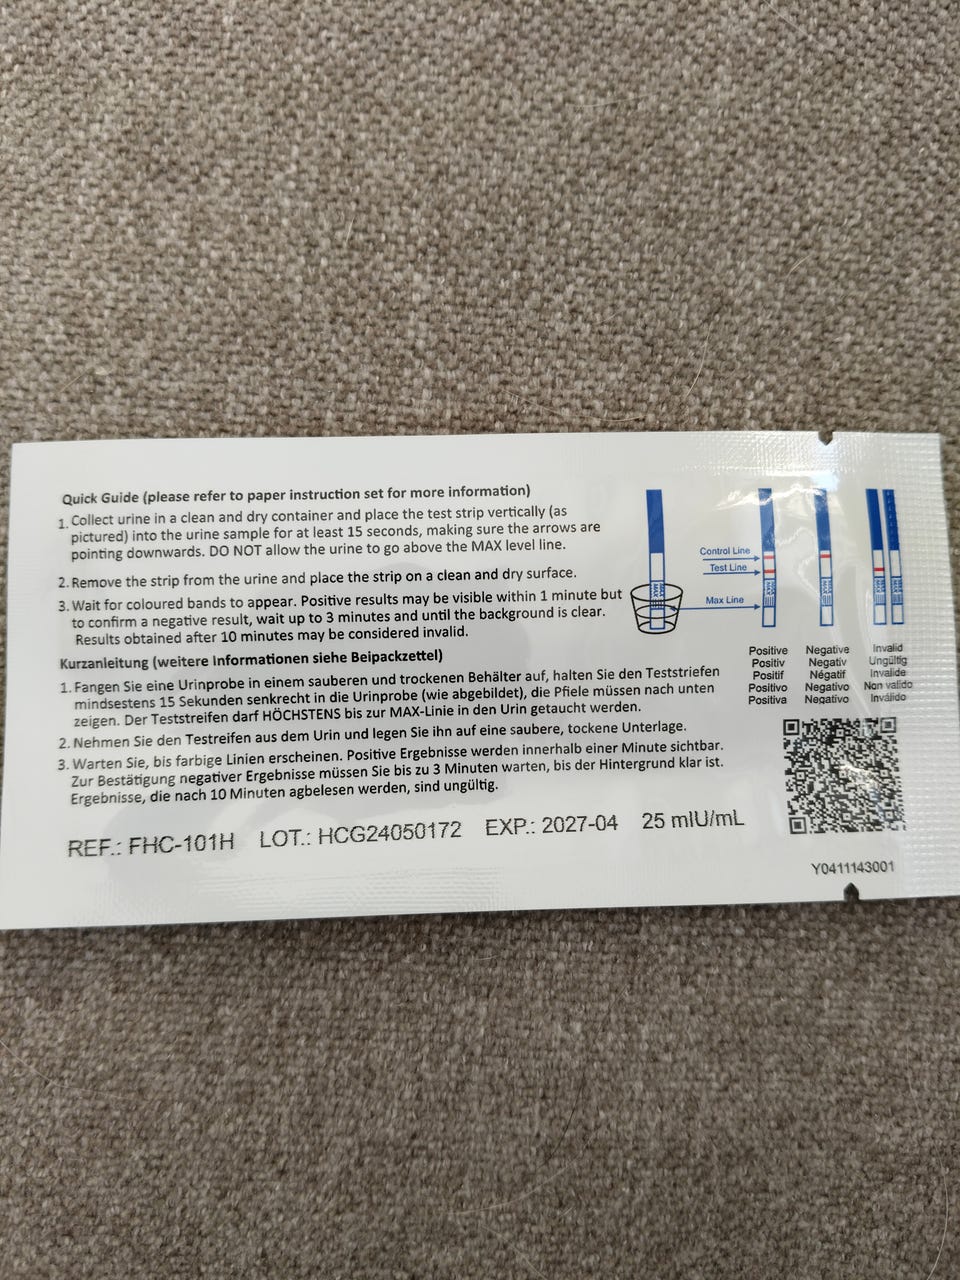 Quick Guide (please refer to paper instruction set for more information)
1. Collect urine in a clean and dry container and place the test strip vertically (as
pictured) into the urine sample for at least 15 seconds, making sure the arrows are
pointing downwards. DO NOT allow the urine to go above the MAX level line.
2. Remove the strip from the urine and place the strip on a clean and dry surface.
3. Wait for coloured bands to appear. Positive results may be visible within 1 minute but
to confirm a negative result, wait up to 3 minutes and until the background is clear.
Results obtained after 10 minutes may be considered invalid.
Kurzanleitung (weitere Informationen siehe Beipackzettel)
1. Fangen Sie eine Urinprobe in einem sauberen und trockenen Behälter auf, halten Sie den Teststriefen
mindsestens 15 Sekunden senkrecht in die Urinprobe (wie abgebildet), die Pfiele müssen nach unten
zeigen. Der Teststreifen darf HÖCHSTENS bis zur MAX-Linie in den Urin getaucht werden.
2. Nehmen Sie den Testreifen aus dem Urin und legen Sie ihn auf eine saubere, tockene Unterlage.
3. Warten Sie, bis farbige Linien erscheinen. Positive Ergebnisse werden innerhalb einer Minute sichtbar.
Zur Bestätigung negativer Ergebnisse müssen Sie bis zu 3 Minuten warten, bis der Hintergrund klar ist.
Ergebnisse, die nach 10 Minuten agbelesen werden, sind ungültig.
REF.: FHC-101H LOT.: HCG24050172 EXP.: 2027-04 25 mIU/mL
Control Line
Test Line
Max Line
MAX
Positive Negative Invalid
Positiv Negativ Ungültig
Positif Négatif Invalide
Positivo Negativo Non valido
Positiva Negativo Inválido
Y0411143001